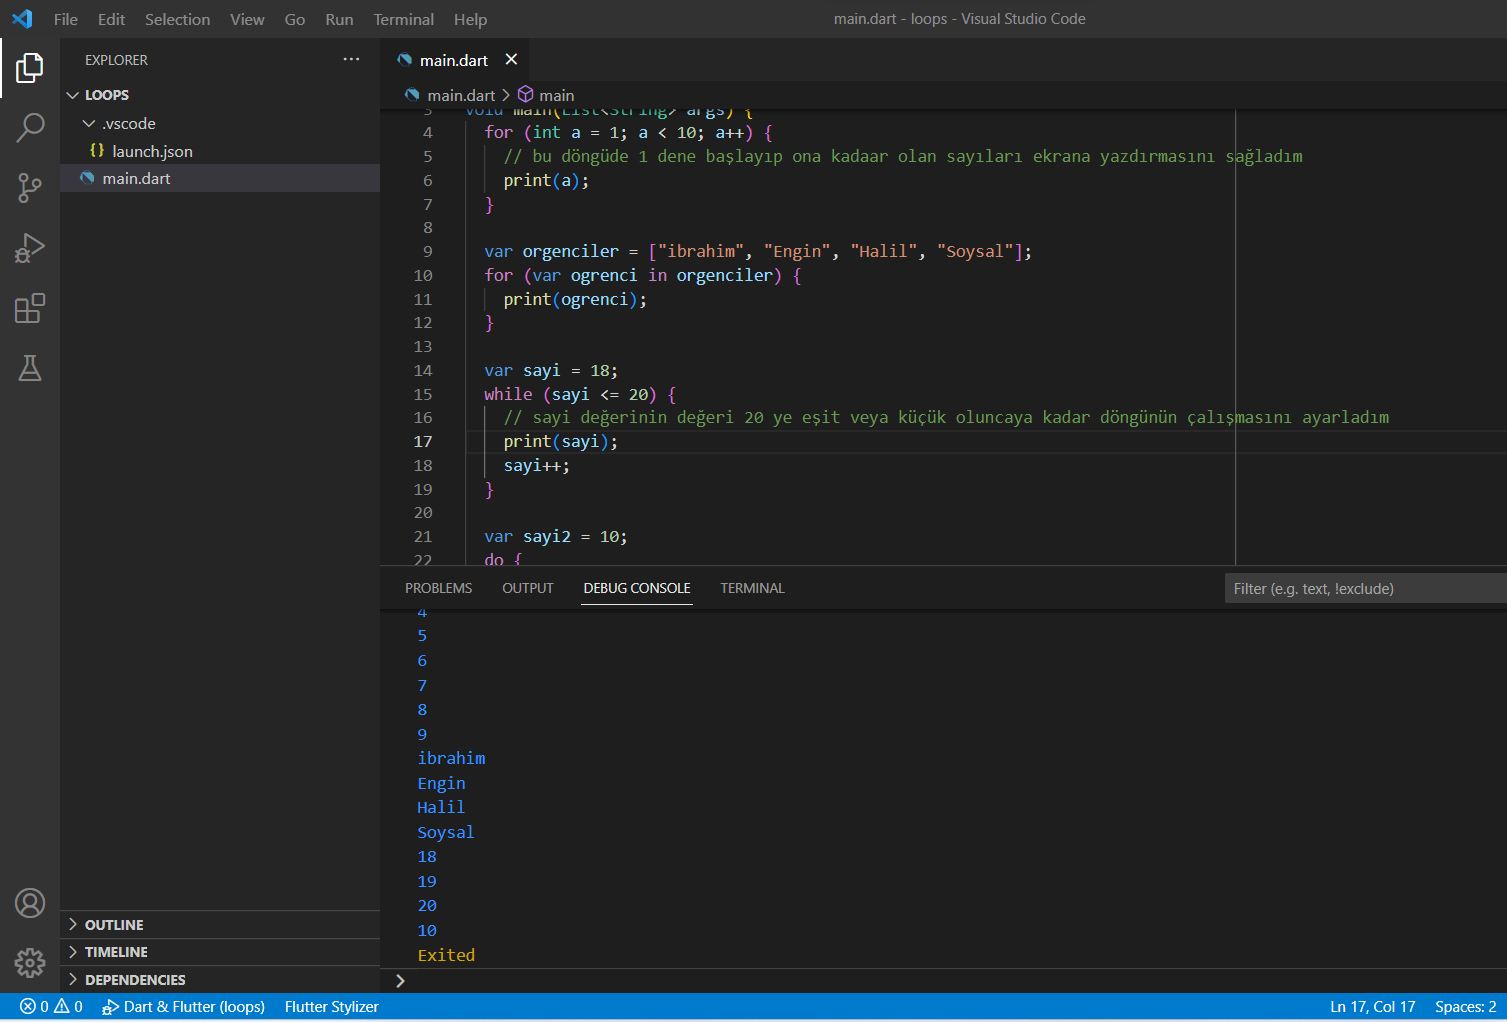 File Edit Selection View Go Run Terminal Help
main.dart - loops - Visual Studio Code
EXPLORER
LOOPS
.vscode
{} launch.json
main.dart
OUTLINE
TIMELINE
DEPENDENCIES
main.dart
main.dart > main
3 void main(List<String> args) {
4 for (int a = 1; a < 10; a++) {
5 // bu döngüde 1 dene başlayıp ona kadaar olan sayıları ekrana yazdırmasını sağladım
6 print(a);
7 }
8
9 var orgenciler = ["ibrahim", "Engin", "Halil", "Soysal"];
10 for (var ogrenci in orgenciler) {
11 print(ogrenci);
12 }
13
14 var sayi = 18;
15 while (sayi <= 20) {
16 // sayi değerinin değeri 20 ye eşit veya küçük oluncaya kadar döngünün çalışmasını ayarladım
17 print(sayi);
18 sayi++;
19 }
20
21 var sayi2 = 10;
22 do {
PROBLEMS OUTPUT DEBUG CONSOLE TERMINAL
Filter (e.g. text, !exclude)
4
5
6
7
8
9
ibrahim
Engin
Halil
Soysal
18
19
20
10
Exited
0 0 Dart & Flutter (loops) Flutter Stylizer
Ln 17, Col 17 Spaces: 2